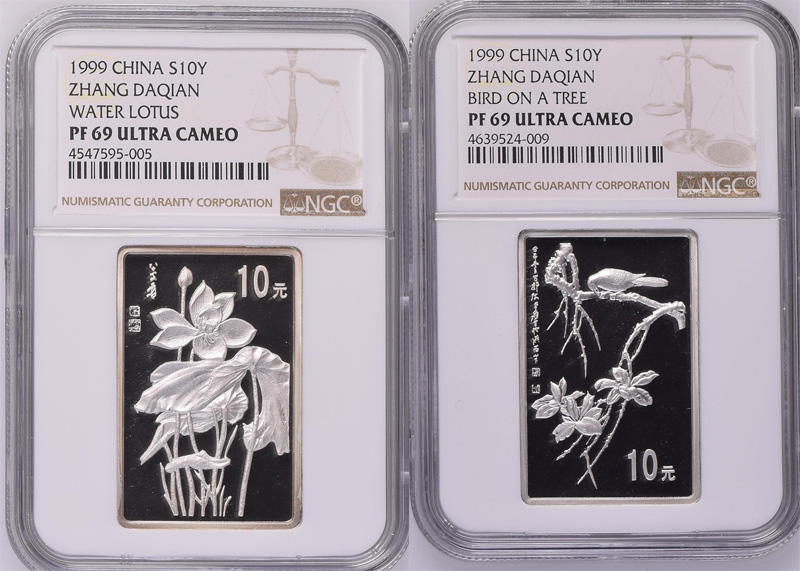 1999 CHINA S10Y
ZHANG DAQIAN
WATER LOTUS
PF 69 ULTRA CAMEO
4547595-005
NUMISMATIC GUARANTY CORPORATION
NGC®
10元
1999 CHINA S10Y
ZHANG DAQIAN
BIRD ON A TREE
PF 69 ULTRA CAMEO
4639524-009
NUMISMATIC GUARANTY CORPORATION
NGC®
10元